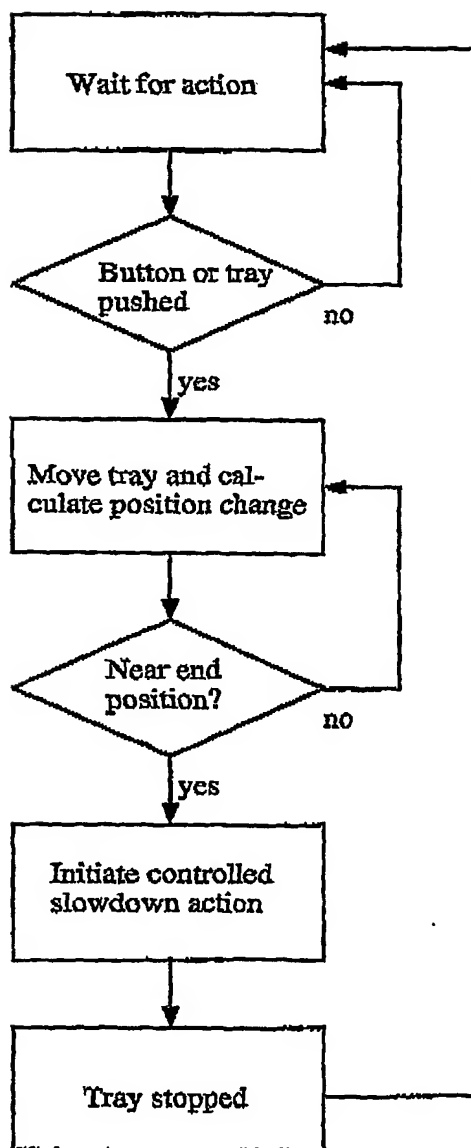 Wait for action
Button or tray
pushed
no
yes
Move tray and cal-
culate position change
Near end
position?
no
yes
Initiate controlled
slowdown action
Tray stopped